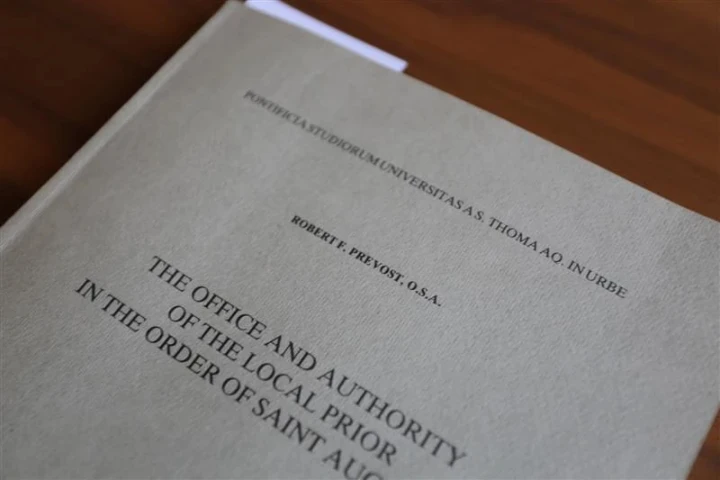 PONTIFICIA STUDIORUM UNIVERSITAS A S. THOMA AQ. IN URBE
ROBERT F. PREVOST, O.S.A.
THE OFFICE AND AUTHORITY
OF THE LOCAL PRIOR
IN THE ORDER OF SAINT AUG